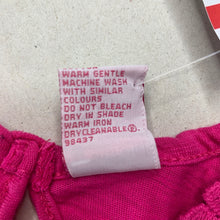 WARM GENTLE
MACHINE WASH
WITH SIMILAR
COLOURS
DO NOT BLEACH
DRY IN SHADE
WARM IRON
DRYCLEANABLE
98437